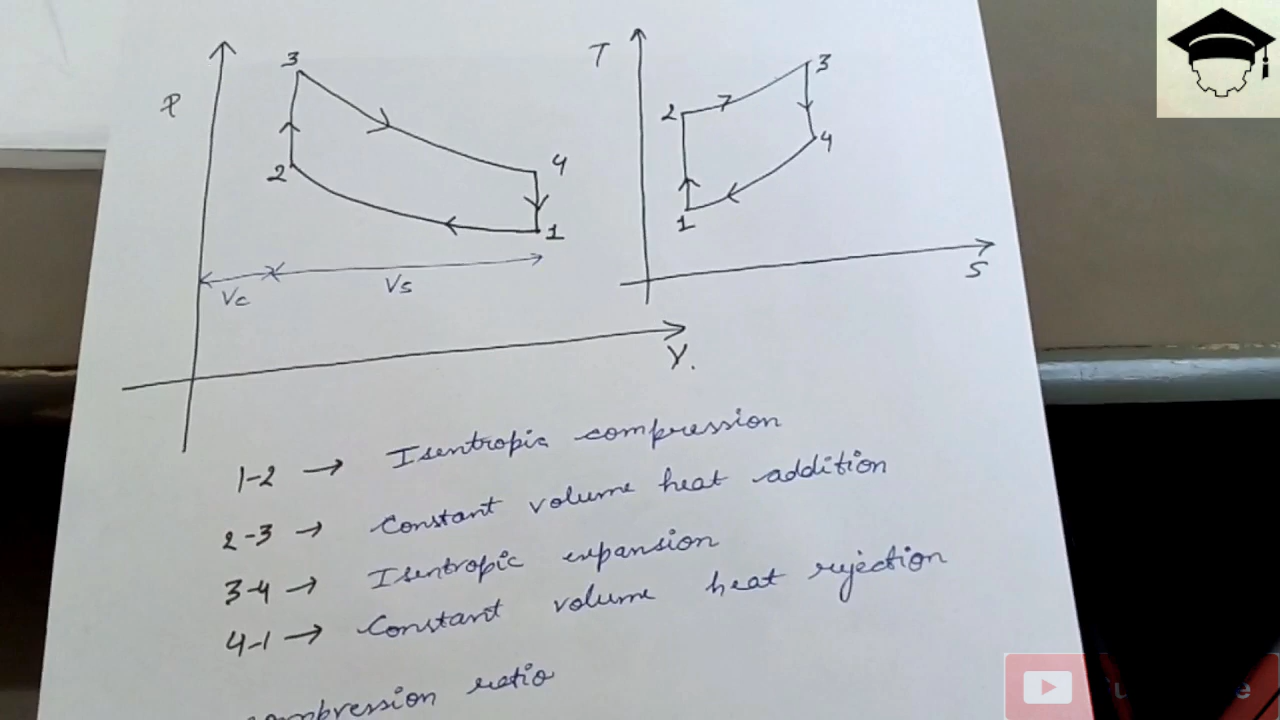 P
3
4
2
1
Vc
Vs
V.
T
3
2
4
1
S
1-2 → Isentropic compression
2-3 → Constant volume heat addition
3-4 → Isentropic expansion
4-1 → Constant volume heat rejection
compression ratio